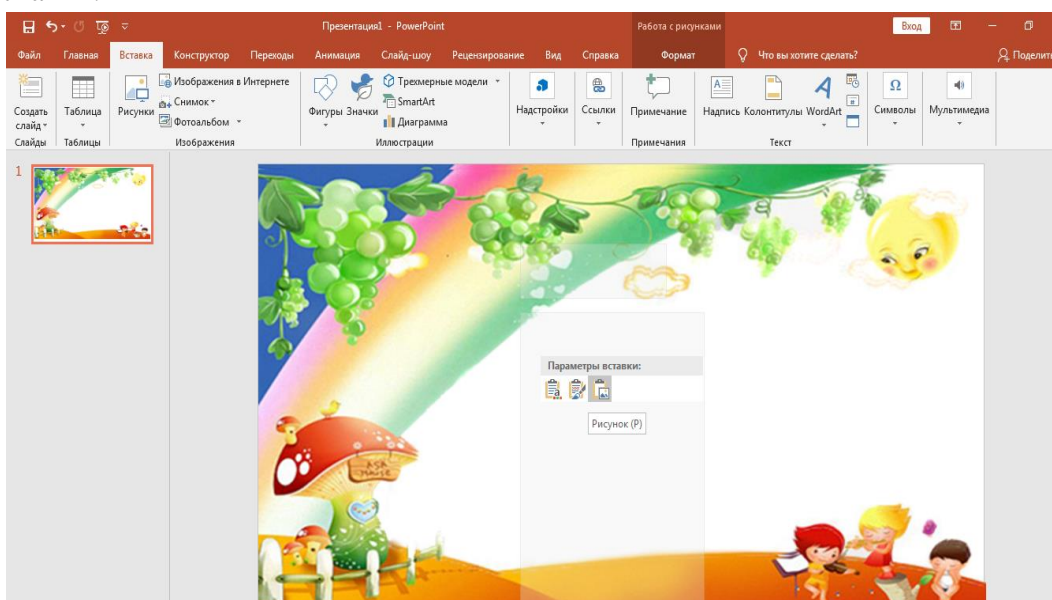 Презентация1 - PowerPoint
Работа с рисунками
Вход
Файл Главная Вставка Конструктор Переходы Анимация Слайд-шоу Рецензирование Вид Справка Формат Что вы хотите сделать?
Создать слайд
Таблица
Рисунки
Изображения в Интернете
Снимок
Фотоальбом
Фигуры
Значки
Трехмерные модели
SmartArt
Диаграмма
Надстройки
Ссылки
Примечание
Надпись
Колонтитулы
WordArt
Символы
Мультимедиа
Слайды Таблицы Изображения Иллюстрации Примечания Текст
1
Параметры вставки:
Рисунок (P)